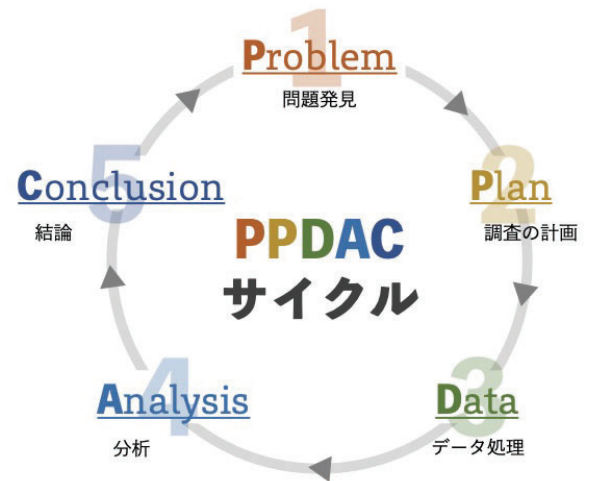 1
Problem
問題発見
2
Plan
調査の計画
3
Data
データ処理
4
Analysis
分析
5
Conclusion
結論
PPDAC
サイクル